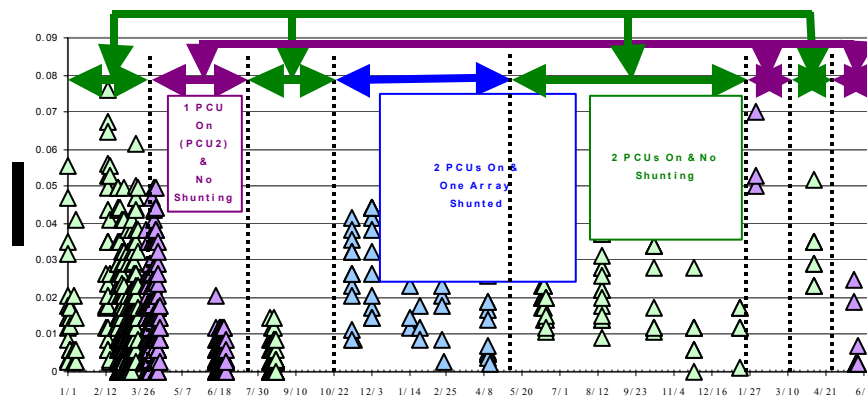 0.09
0.08
0.07
0.06
0.05
0.04
0.03
0.02
0.01
0
1 PCU
On
(PCU2)
&
No
Shunting
2 PCUs On &
One Array
Shunted
2 PCUs On & No
Shunting
1/ 1 2/ 12 3/ 26 5/ 7 6/ 18 7/ 30 9/ 10 10/ 22 12/ 3 1/ 14 2/ 25 4/ 8 5/ 20 7/ 1 8/ 12 9/ 23 11/ 4 12/ 16 1/ 27 3/ 10 4/ 21 6/